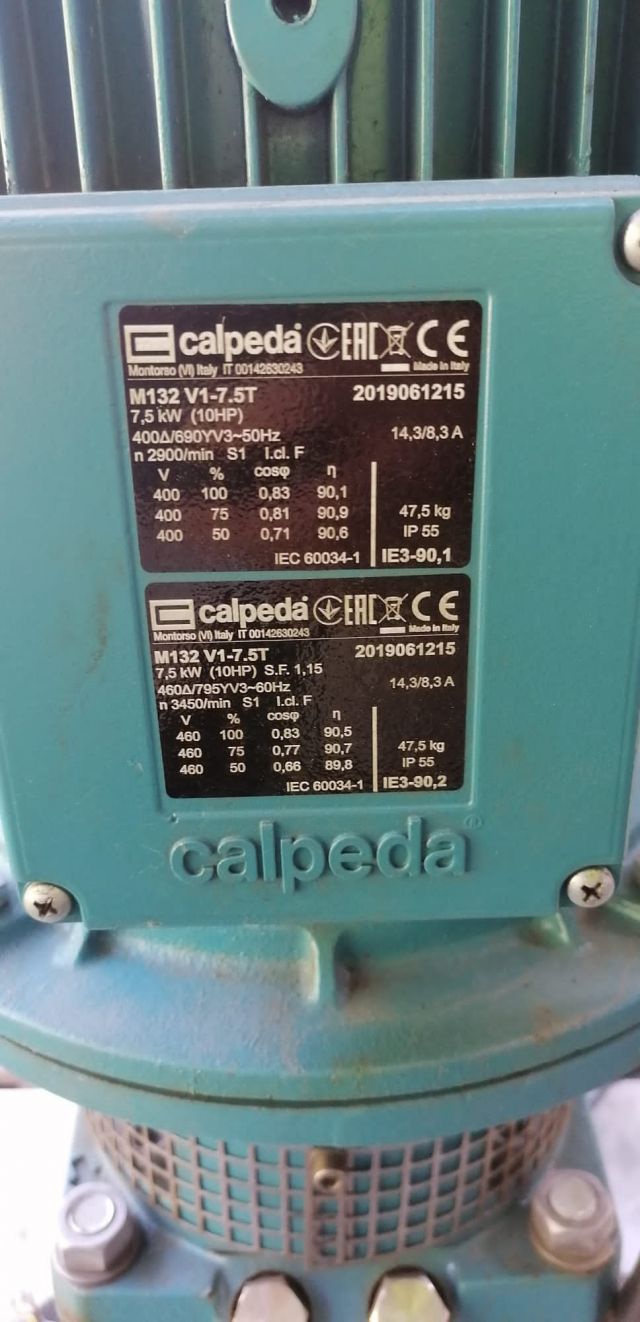 calpeda® EAC CE
Montorso (VI) Italy IT 00142630243 Made in Italy
M132 V1-7.5T 2019061215
7,5 kW (10HP)
400Δ/690YV3~50Hz 14,3/8,3 A
n 2900/min S1 I.cl. F
V % cosφ η
400 100 0,83 90,1
400 75 0,81 90,9 47,5 kg
400 50 0,71 90,6 IP 55
IEC 60034-1 IE3-90,1
calpeda® EAC CE
Montorso (VI) Italy IT 00142630243 Made in Italy
M132 V1-7.5T 2019061215
7,5 kW (10HP) S.F. 1,15
460Δ/795YV3~60Hz 14,3/8,3 A
n 3450/min S1 I.cl. F
V % cosφ η
460 100 0,83 90,5
460 75 0,77 90,7 47,5 kg
460 50 0,66 89,8 IP 55
IEC 60034-1 IE3-90,2
calpeda®